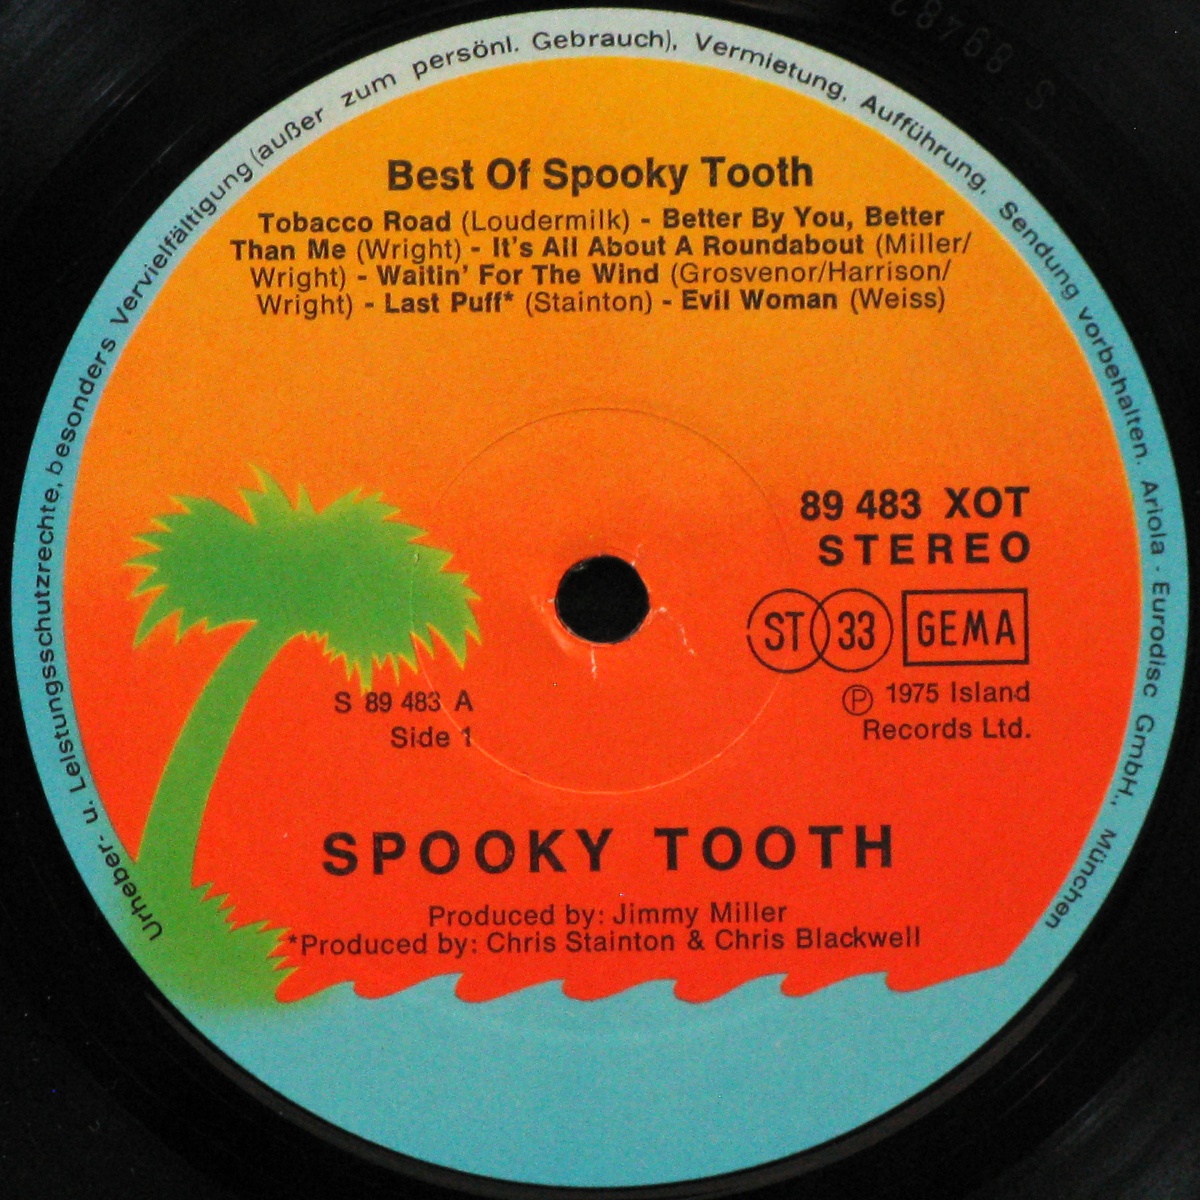 Urheber- u. Leistungsschutzrechte, besonders Vervielfältigung (außer zum persönl. Gebrauch), Vermietung, Aufführung, Sendung vorbehalten. Ariola · Eurodisc GmbH., München
Best Of Spooky Tooth
Tobacco Road (Loudermilk) - Better By You, Better
Than Me (Wright) - It's All About A Roundabout (Miller/
Wright) - Waitin' For The Wind (Grosvenor/Harrison/
Wright) - Last Puff* (Stainton) - Evil Woman (Weiss)
89 483 XOT
STEREO
ST 33 GEMA
S 89 483 A
Side 1
Ⓟ 1975 Island
Records Ltd.
SPOOKY TOOTH
Produced by: Jimmy Miller
*Produced by: Chris Stainton & Chris Blackwell